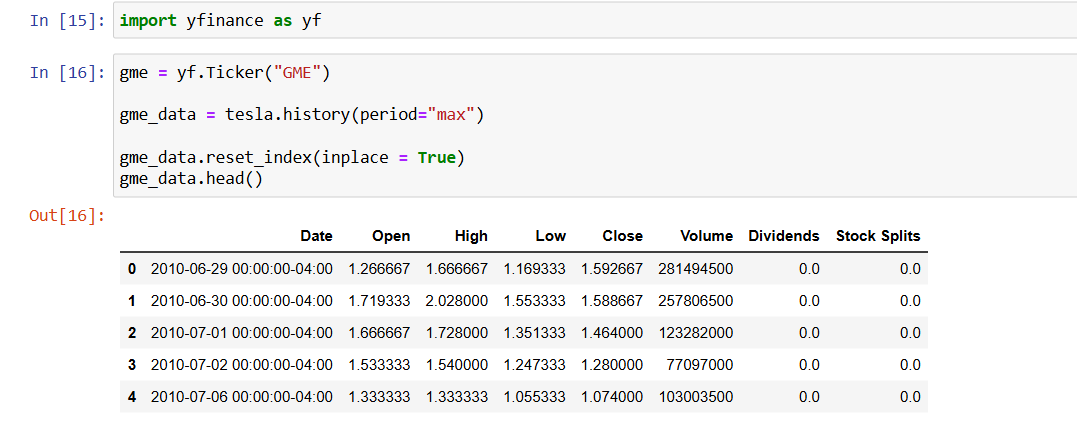 In [15]: import yfinance as yf
In [16]: gme = yf.Ticker("GME")
gme_data = tesla.history(period="max")
gme_data.reset_index(inplace = True)
gme_data.head()
Out[16]:
Date Open High Low Close Volume Dividends Stock Splits
0 2010-06-29 00:00:00-04:00 1.266667 1.666667 1.169333 1.592667 281494500 0.0 0.0
1 2010-06-30 00:00:00-04:00 1.719333 2.028000 1.553333 1.588667 257806500 0.0 0.0
2 2010-07-01 00:00:00-04:00 1.666667 1.728000 1.351333 1.464000 123282000 0.0 0.0
3 2010-07-02 00:00:00-04:00 1.533333 1.540000 1.247333 1.280000 77097000 0.0 0.0
4 2010-07-06 00:00:00-04:00 1.333333 1.333333 1.055333 1.074000 103003500 0.0 0.0